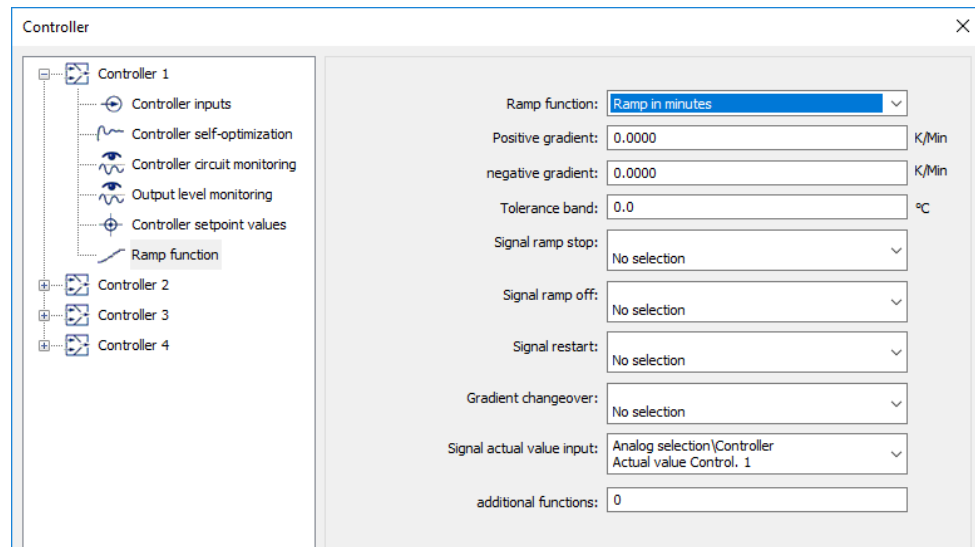 Controller
Controller 1
Controller inputs
Controller self-optimization
Controller circuit monitoring
Output level monitoring
Controller setpoint values
Ramp function
Controller 2
Controller 3
Controller 4
Ramp function: Ramp in minutes
Positive gradient: 0.0000 K/Min
negative gradient: 0.0000 K/Min
Tolerance band: 0.0 °C
Signal ramp stop: No selection
Signal ramp off: No selection
Signal restart: No selection
Gradient changeover: No selection
Signal actual value input: Analog selection\Controller
Actual value Control. 1
additional functions: 0